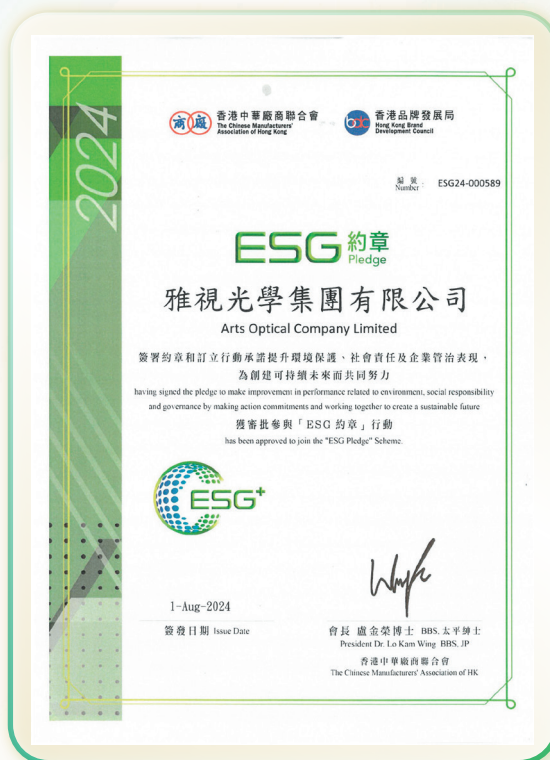 2024
商 廠
香港中華廠商聯合會
The Chinese Manufacturers'
Association of Hong Kong
bdc
香港品牌發展局
Hong Kong Brand
Development Council
編 號 :
Number
ESG24-000589
ESG 約章
Pledge
雅視光學集團有限公司
Arts Optical Company Limited
簽署約章和訂立行動承諾提升環境保護、社會責任及企業管治表現，
為創建可持續未來而共同努力
having signed the pledge to make improvement in performance related to environment, social responsibility
and governance by making action commitments and working together to create a sustainable future
獲審批參與「ESG 約章」行動
has been approved to join the "ESG Pledge" Scheme.
ESG+
1-Aug-2024
簽發日期 Issue Date
會長 盧金榮博士 BBS, 太平紳士
President Dr. Lo Kam Wing BBS, JP
香港中華廠商聯合會
The Chinese Manufacturers' Association of HK